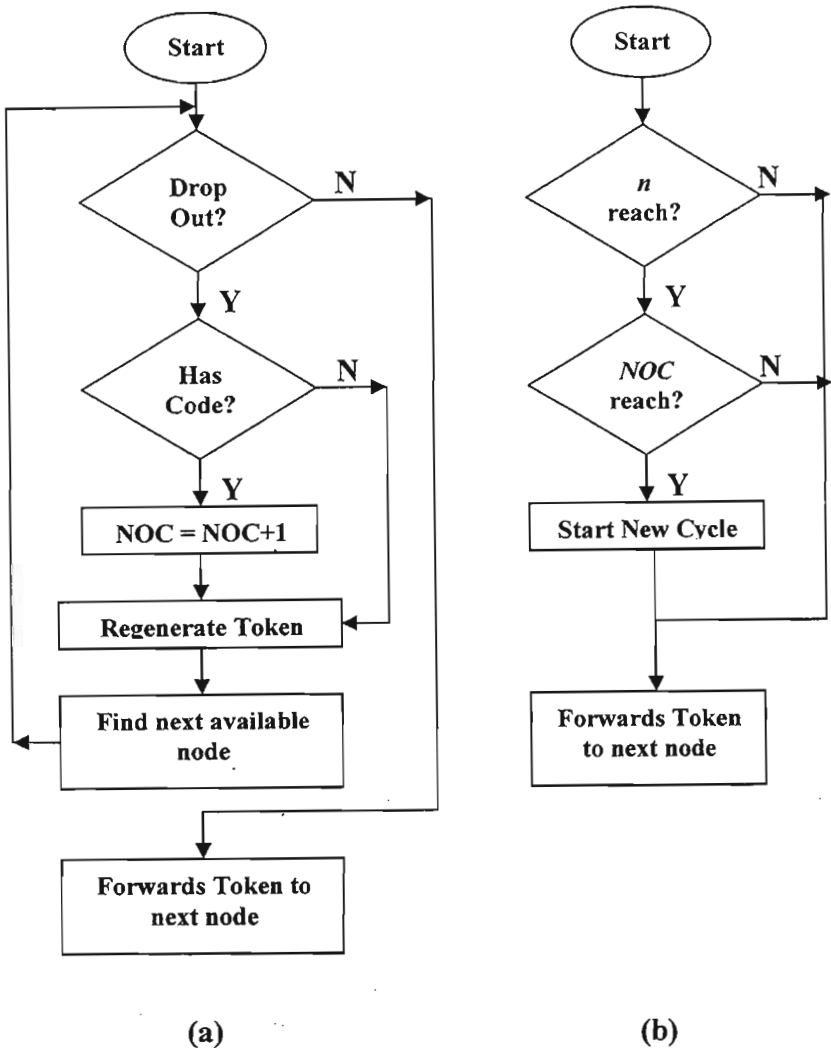 Start
Drop
Out?
N
Y
Has
Code?
N
Y
NOC = NOC+1
Regenerate Token
Find next available
node
Forwards Token to
next node
(a)
Start
n
reach?
N
Y
NOC
reach?
N
Y
Start New Cycle
Forwards Token
to next node
(b)